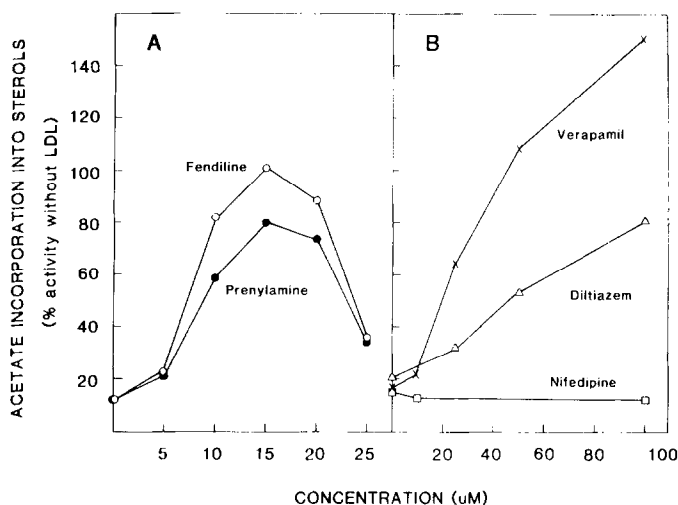 ACETATE INCORPORATION INTO STEROLS
(% activity without LDL)
140
120
100
80
60
40
20
A
Fendiline
Prenylamine
5
10
15
20
25
B
Verapamil
Diltiazem
Nifedipine
20
40
60
80
100
CONCENTRATION (uM)